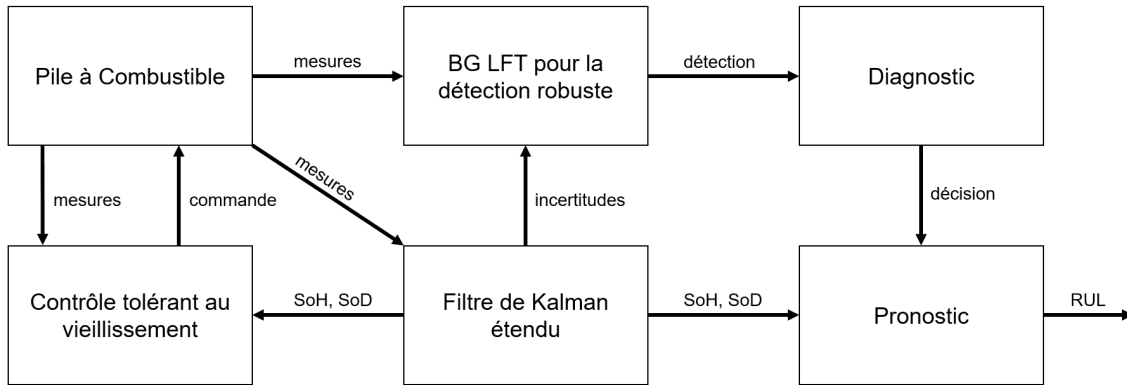 Pile à Combustible
mesures
BG LFT pour la
détection robuste
détection
Diagnostic
mesures
commande
mesures
incertitudes
décision
Contrôle tolérant au
vieillissement
SoH, SoD
Filtre de Kalman
étendu
SoH, SoD
Pronostic
RUL